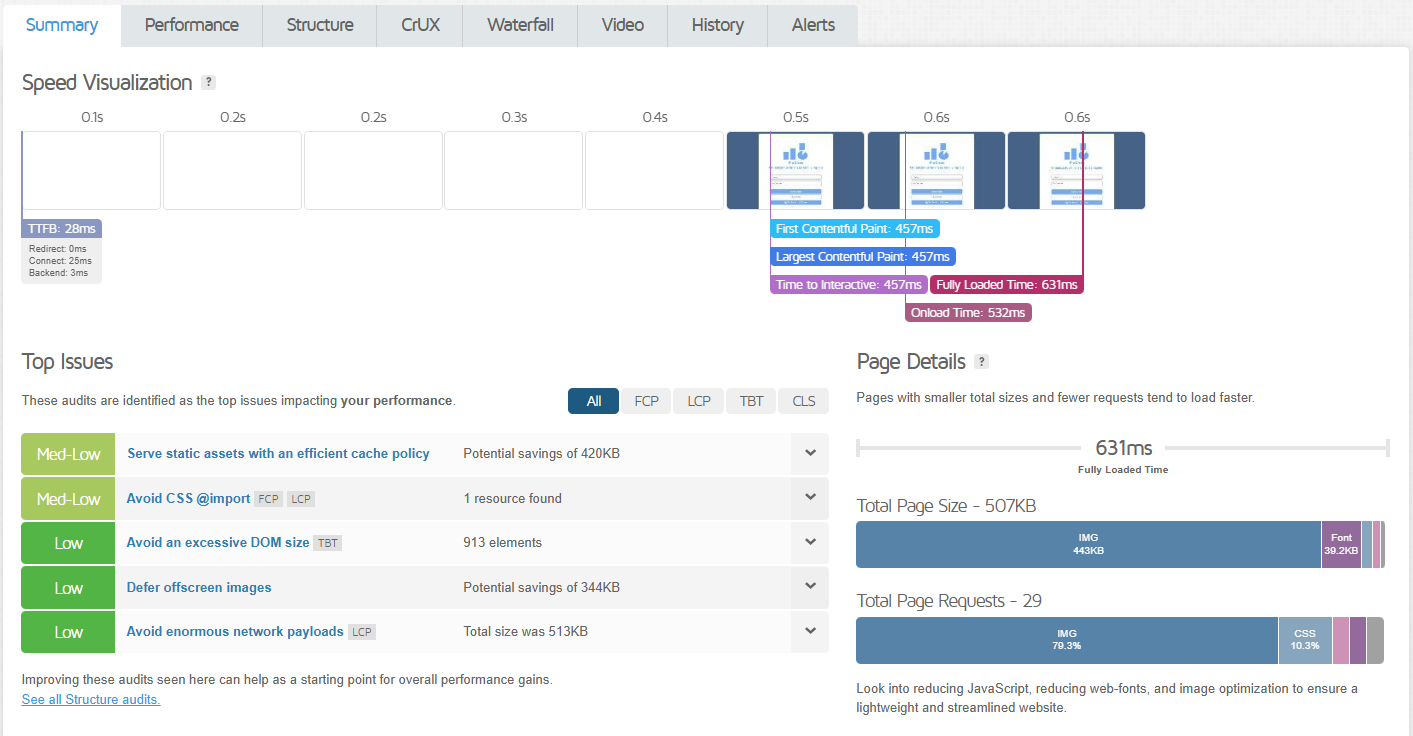 Summary Performance Structure CrUX Waterfall Video History Alerts
Speed Visualization ?
0.1s 0.2s 0.2s 0.3s 0.4s 0.5s 0.6s 0.6s
TTFB: 28ms
Redirect: 0ms
Connect: 25ms
Backend: 3ms
First Contentful Paint: 457ms
Largest Contentful Paint: 457ms
Time to Interactive: 457ms Fully Loaded Time: 631ms
Onload Time: 532ms
Top Issues
These audits are identified as the top issues impacting your performance.
All FCP LCP TBT CLS
Med-Low Serve static assets with an efficient cache policy Potential savings of 420KB
Med-Low Avoid CSS @import FCP LCP 1 resource found
Low Avoid an excessive DOM size TBT 913 elements
Low Defer offscreen images Potential savings of 344KB
Low Avoid enormous network payloads LCP Total size was 513KB
Improving these audits seen here can help as a starting point for overall performance gains.
See all Structure audits.
Page Details ?
Pages with smaller total sizes and fewer requests tend to load faster.
631ms
Fully Loaded Time
Total Page Size - 507KB
IMG
443KB
Font
39.2KB
Total Page Requests - 29
IMG
79.3%
CSS
10.3%
Look into reducing JavaScript, reducing web-fonts, and image optimization to ensure a
lightweight and streamlined website.